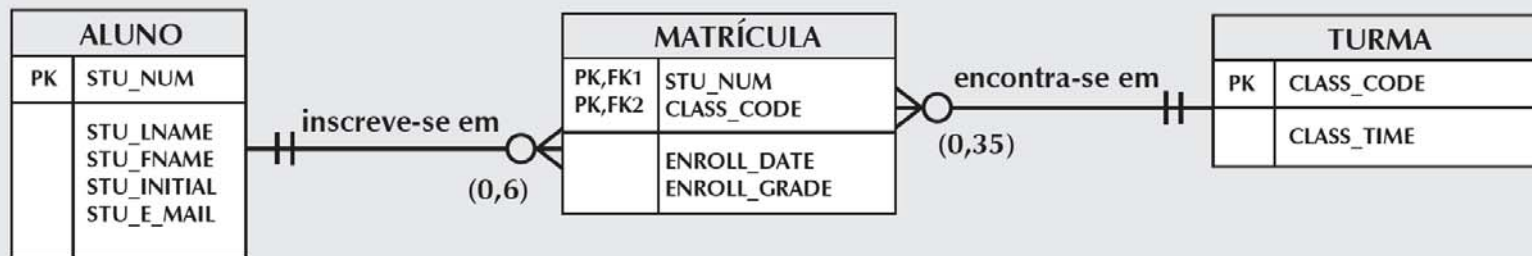 ALUNO
PK STU_NUM
STU_LNAME
STU_FNAME
STU_INITIAL
STU_E_MAIL
inscreve-se em
(0,6)
MATRÍCULA
PK,FK1 STU_NUM
PK,FK2 CLASS_CODE
ENROLL_DATE
ENROLL_GRADE
encontra-se em
(0,35)
TURMA
PK CLASS_CODE
CLASS_TIME